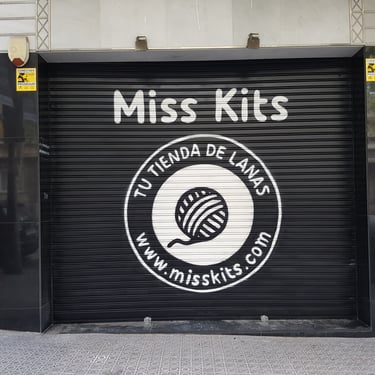 Miss Kits
TU TIENDA DE LANAS
www.misskits.com